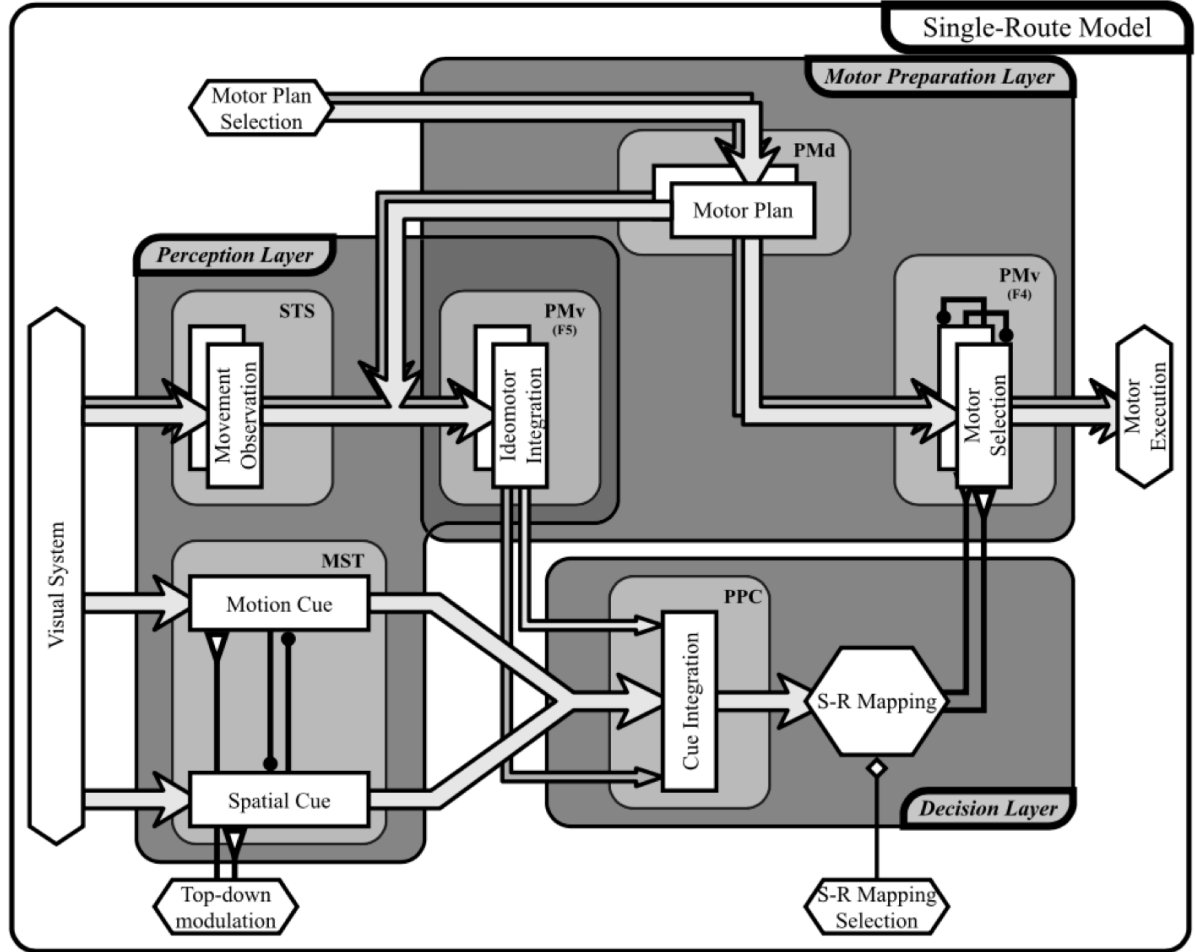 Single-Route Model
Motor Preparation Layer
Motor Plan
Selection
PMd
Motor Plan
Perception Layer
STS
Movement
Observation
PMv
(F5)
Ideomotor
Integration
PMv
(F4)
Motor
Selection
Motor
Execution
Visual System
MST
Motion Cue
Spatial Cue
PPC
Cue Integration
S-R Mapping
Decision Layer
Top-down
modulation
S-R Mapping
Selection